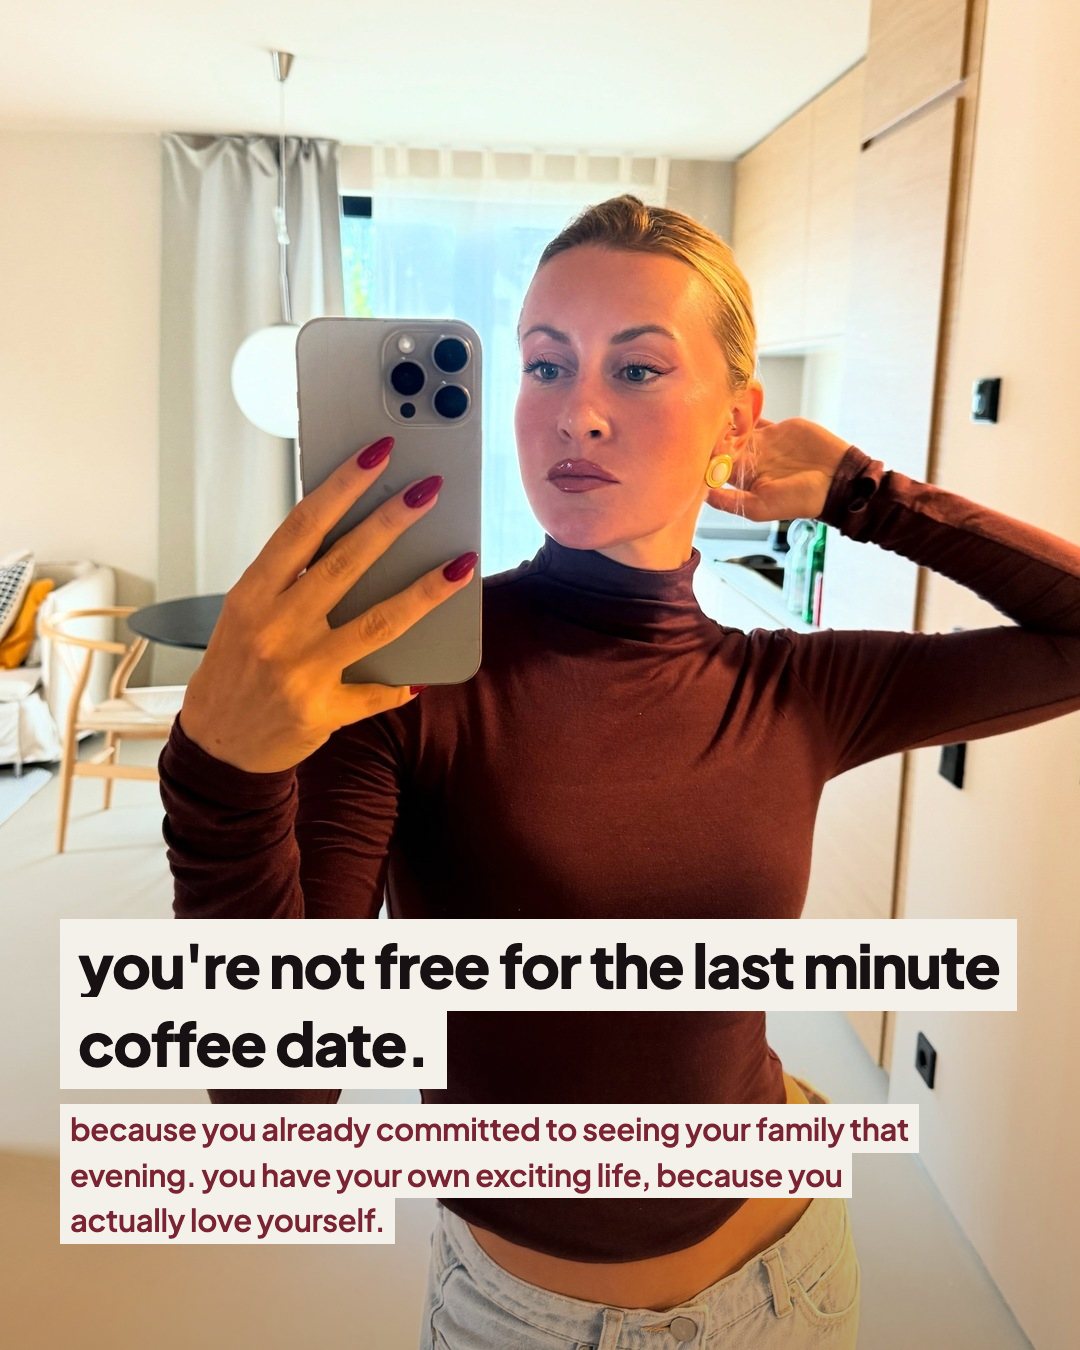 you're not free for the last minute
coffee date.
because you already committed to seeing your family that
evening. you have your own exciting life, because you
actually love yourself.